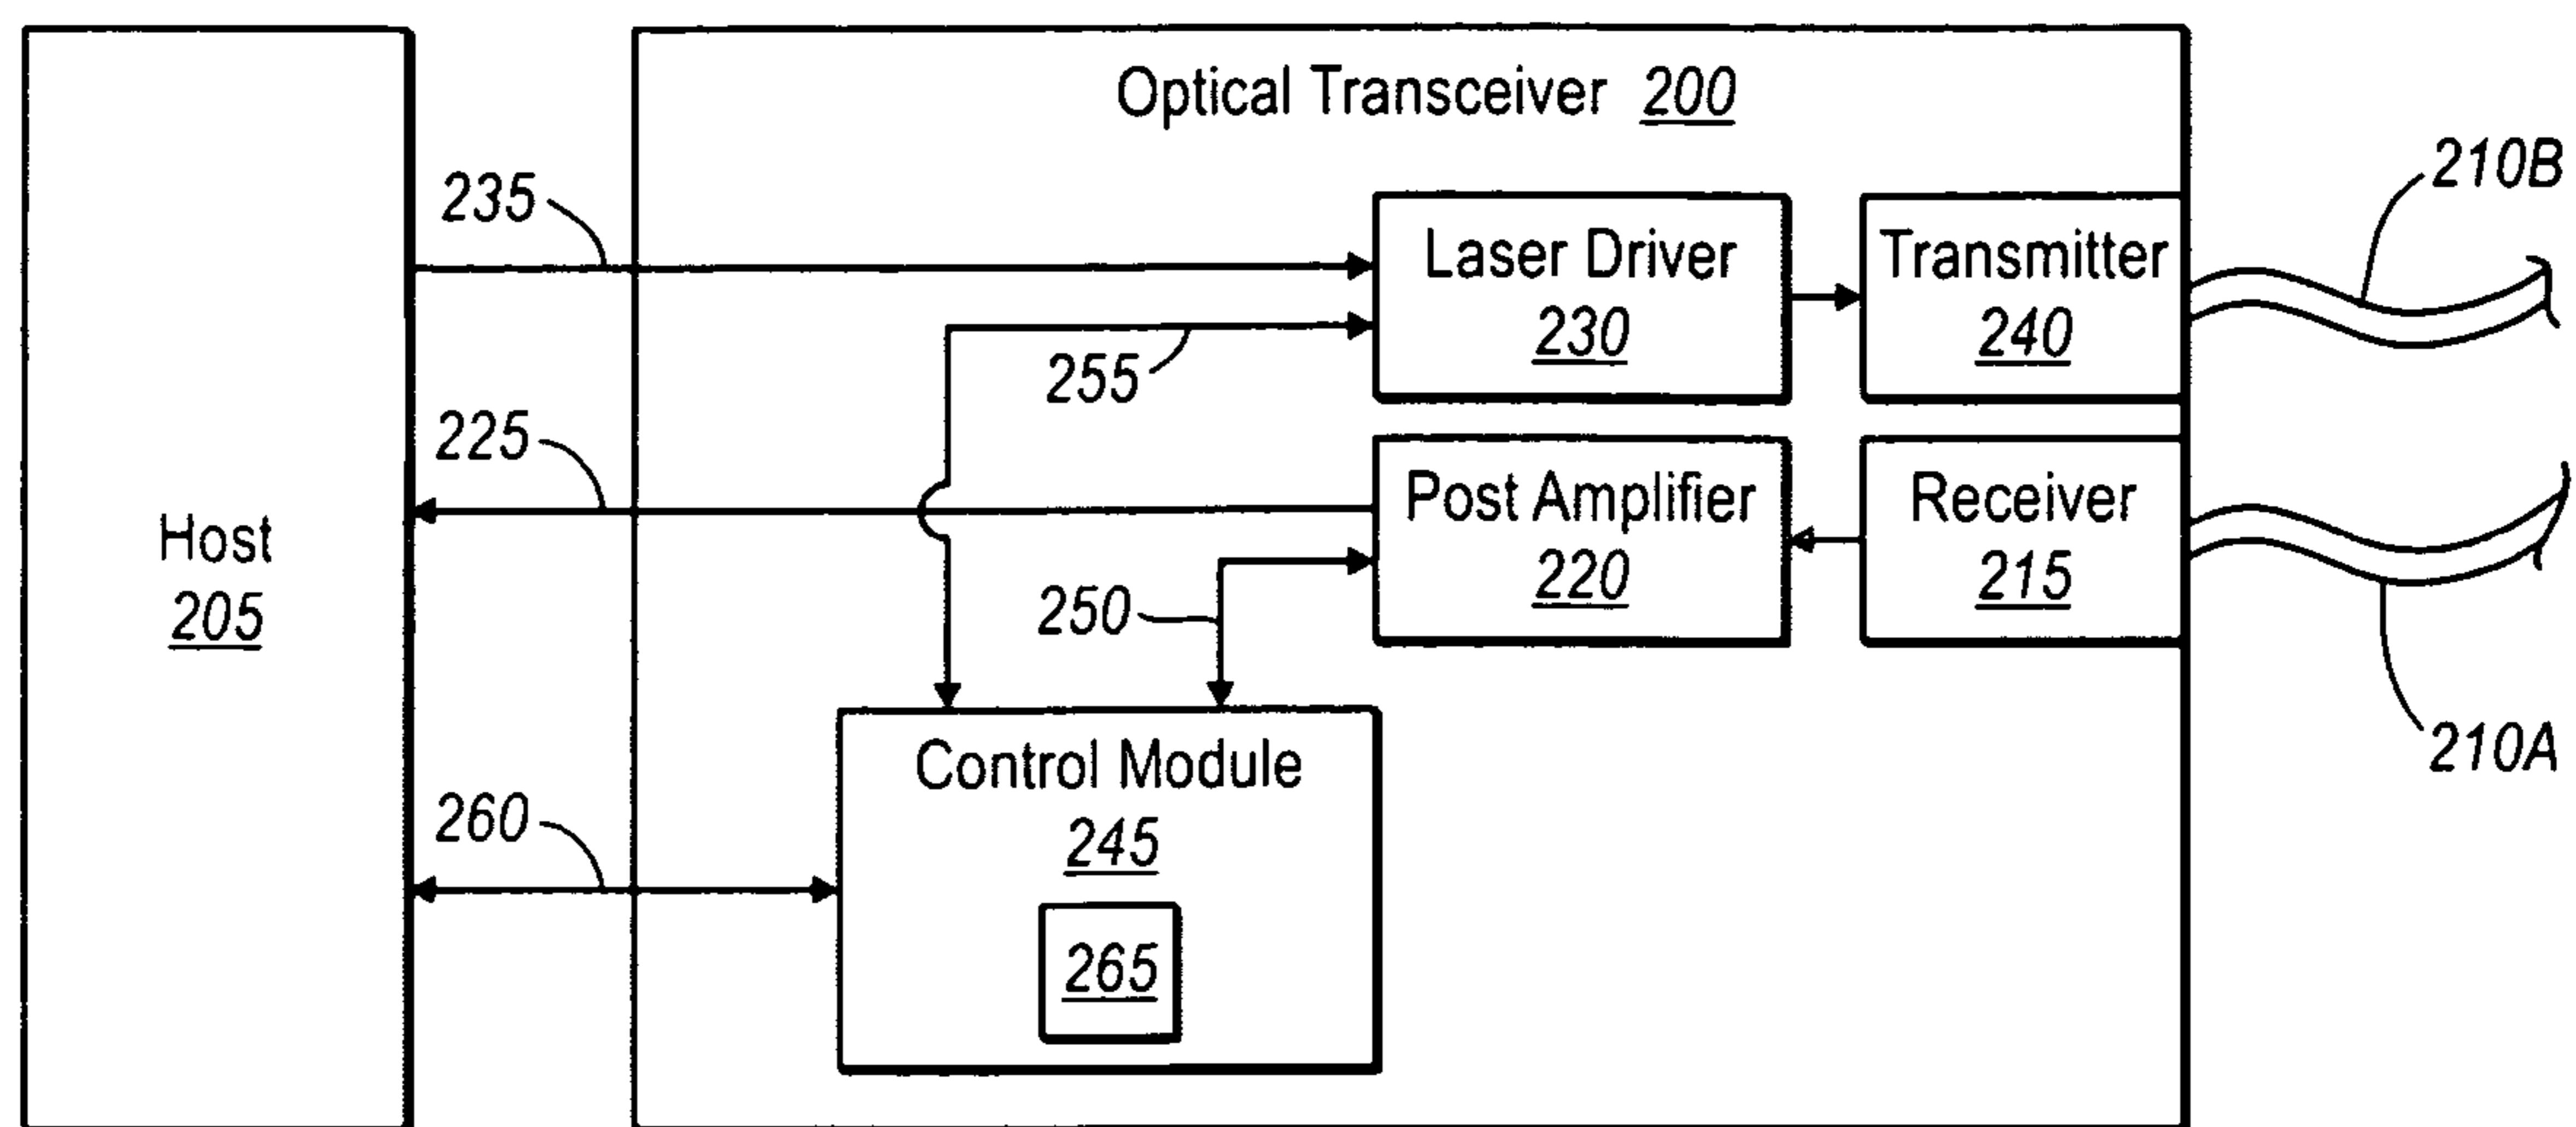 Optical Transceiver 200
210B
235
Laser Driver
230
Transmitter
240
255
225
Post Amplifier
220
Receiver
215
Host
205
250
210A
Control Module
245
260
265